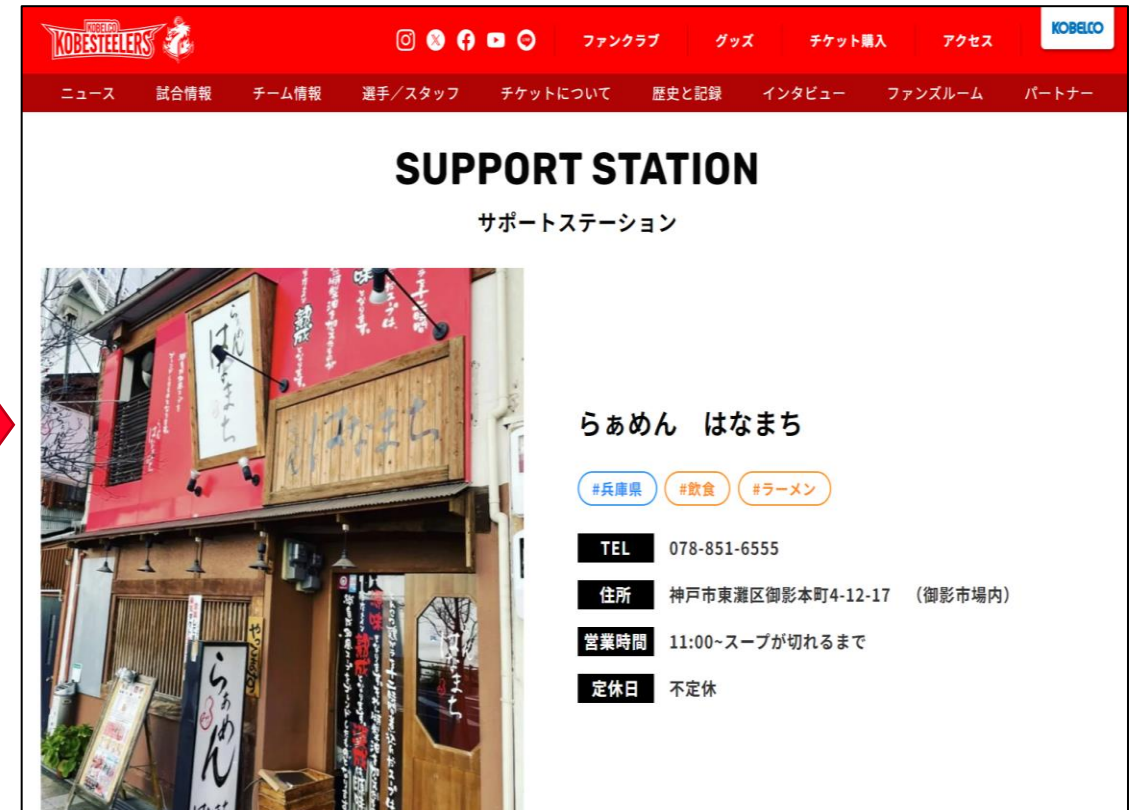 KOBELCO
KOBESTEELERS
ファンクラブ グッズ チケット購入 アクセス
KOBELCO
ニュース 試合情報 チーム情報 選手／スタッフ チケットについて 歴史と記録 インタビュー ファンズルーム パートナー
SUPPORT STATION
サポートステーション
らぁめん
はなまち
はなまち
らぁめん
はなまち
らぁめん はなまち
#兵庫県 #飲食 #ラーメン
TEL 078-851-6555
住所 神戸市東灘区御影本町4-12-17 （御影市場内）
営業時間 11:00~スープが切れるまで
定休日 不定休